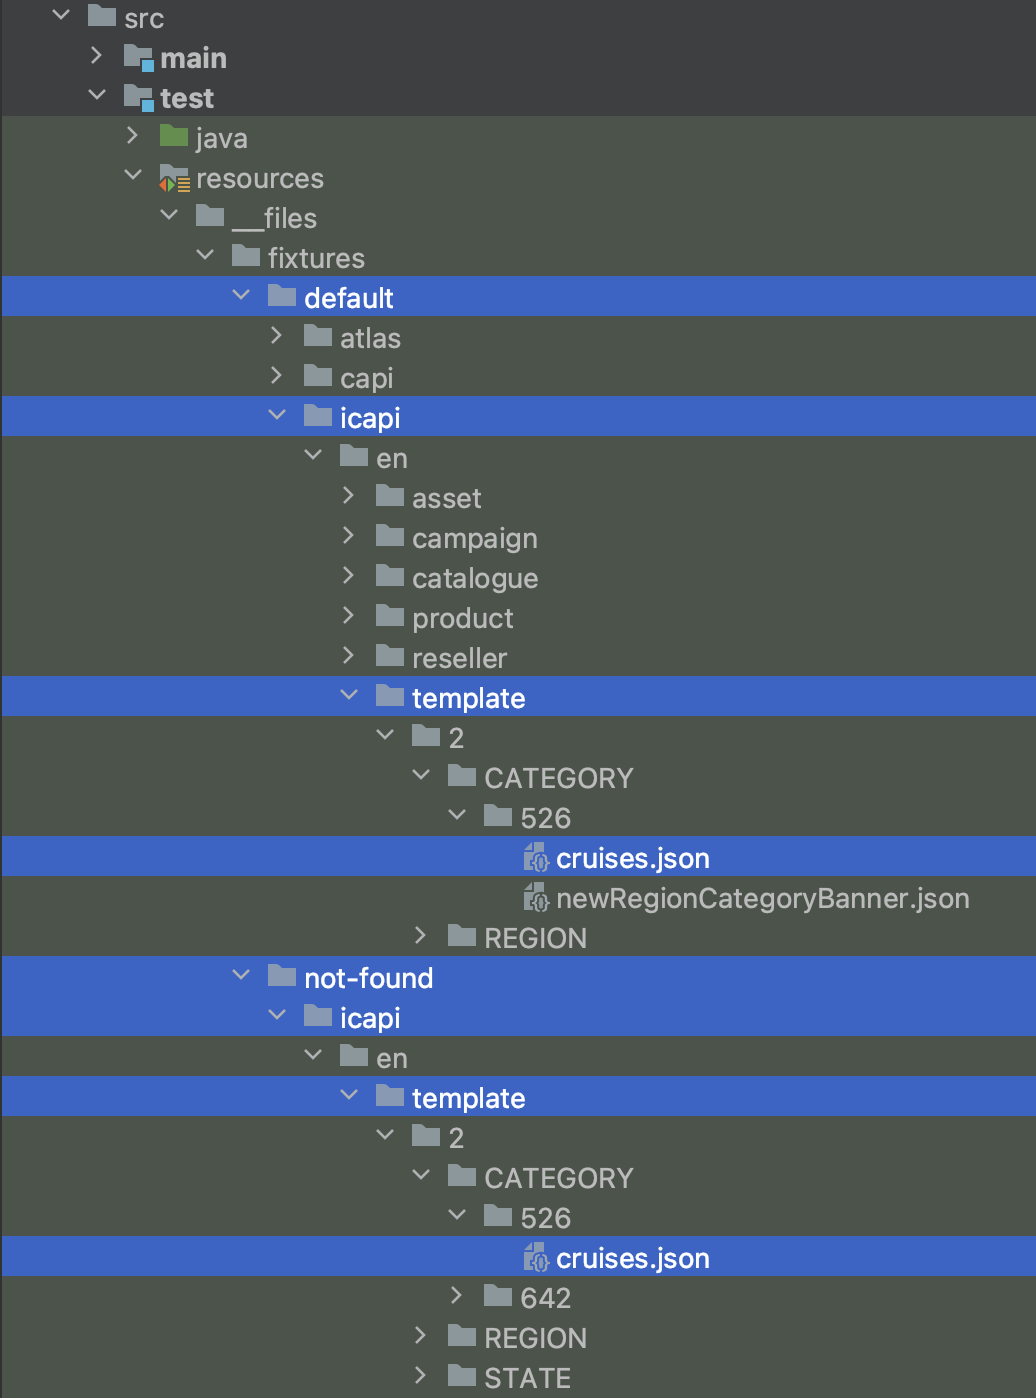 src
main
test
java
resources
__files
fixtures
default
atlas
capi
icapi
en
asset
campaign
catalogue
product
reseller
template
2
CATEGORY
526
cruises.json
newRegionCategoryBanner.json
REGION
not-found
icapi
en
template
2
CATEGORY
526
cruises.json
642
REGION
STATE